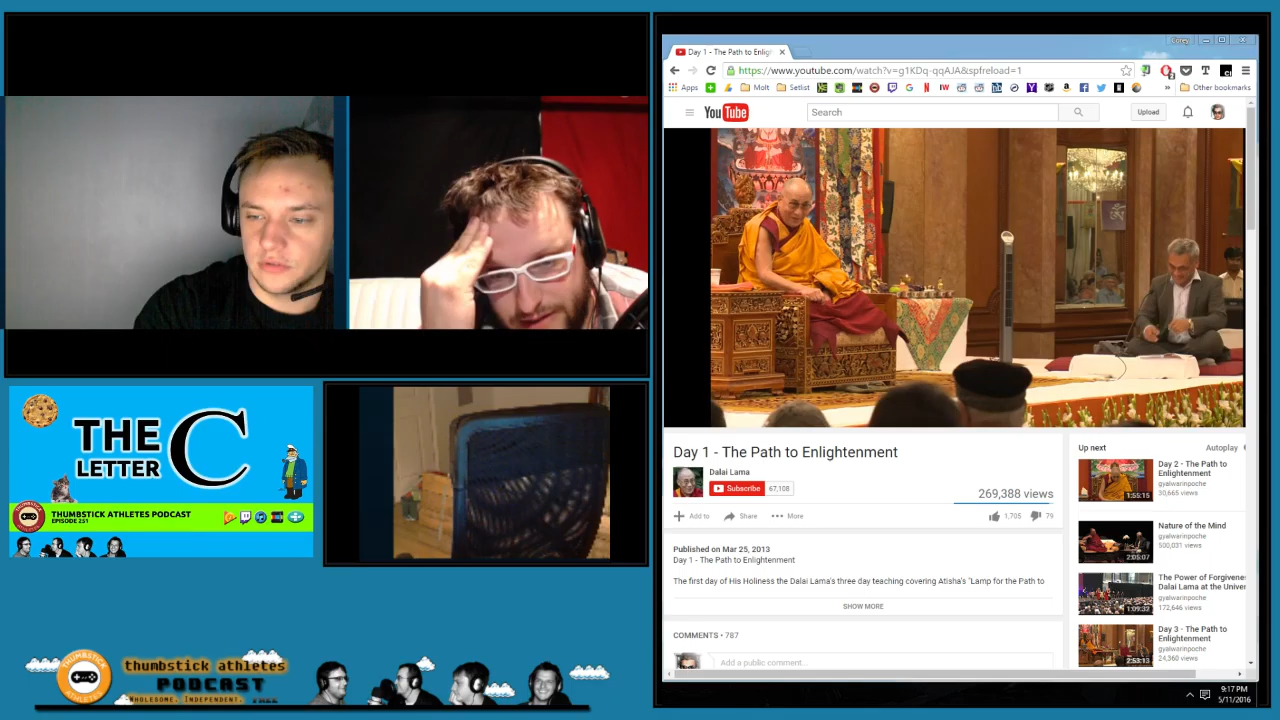 THE
LETTER
C
THUMBSTICK ATHLETES PODCAST
EPISODE 251
THUMBSTICK
ATHLETES
thumbstick athletes
PODCAST
WHOLESOME. INDEPENDENT. FREE
Corey
Day 1 - The Path to Enlig
https://www.youtube.com/watch?v=g1KDq-qqAJA&spfreload=1
Apps
Molt
Setlist
Other bookmarks
YouTube
Search
Upload
Day 1 - The Path to Enlightenment
Dalai Lama
Subscribe 67,108
269,388 views
Add to
Share
More
1,705
79
Published on Mar 25, 2013
Day 1 - The Path to Enlightenment
The first day of His Holiness the Dalai Lama's three day teaching covering Atisha's "Lamp for the Path to
SHOW MORE
COMMENTS • 787
Add a public comment...
Up next
Autoplay
Day 2 - The Path to
Enlightenment
gyalwarinpoche
30,665 views
1:55:15
Nature of the Mind
gyalwarinpoche
500,031 views
2:05:07
The Power of Forgivene
Dalai Lama at the Univer
gyalwarinpoche
172,646 views
1:09:37
Day 3 - The Path to
Enlightenment
gyalwarinpoche
24,360 views
2:53:13
9:17 PM
5/11/2016